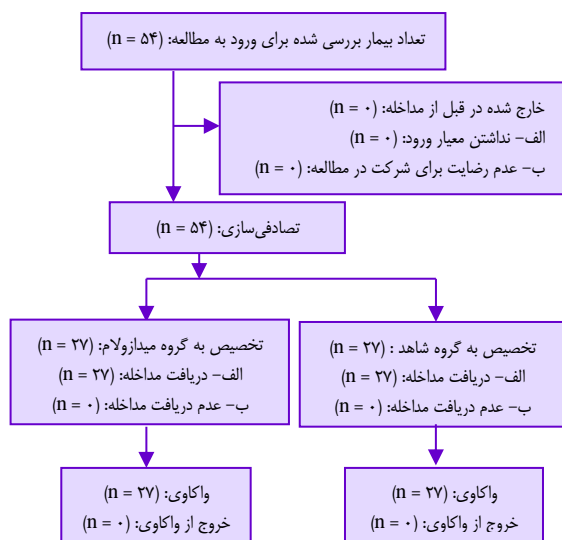 تعداد بیمار بررسی شده برای ورود به مطالعه: (n = ۵۴)
خارج شده در قبل از مداخله: (n = ۰)
الف- نداشتن معیار ورود: (n = ۰)
ب- عدم رضایت برای شرکت در مطالعه: (n = ۰)
تصادفی‌سازی: (n = ۵۴)
تخصیص به گروه شاهد : (n = ۲۷)
الف- دریافت مداخله: (n = ۲۷)
ب- عدم دریافت مداخله: (n = ۰)
تخصیص به گروه میدازولام: (n = ۲۷)
الف- دریافت مداخله: (n = ۲۷)
ب- عدم دریافت مداخله: (n = ۰)
واکاوی: (n = ۲۷)
خروج از واکاوی: (n = ۰)
واکاوی: (n = ۲۷)
خروج از واکاوی: (n = ۰)